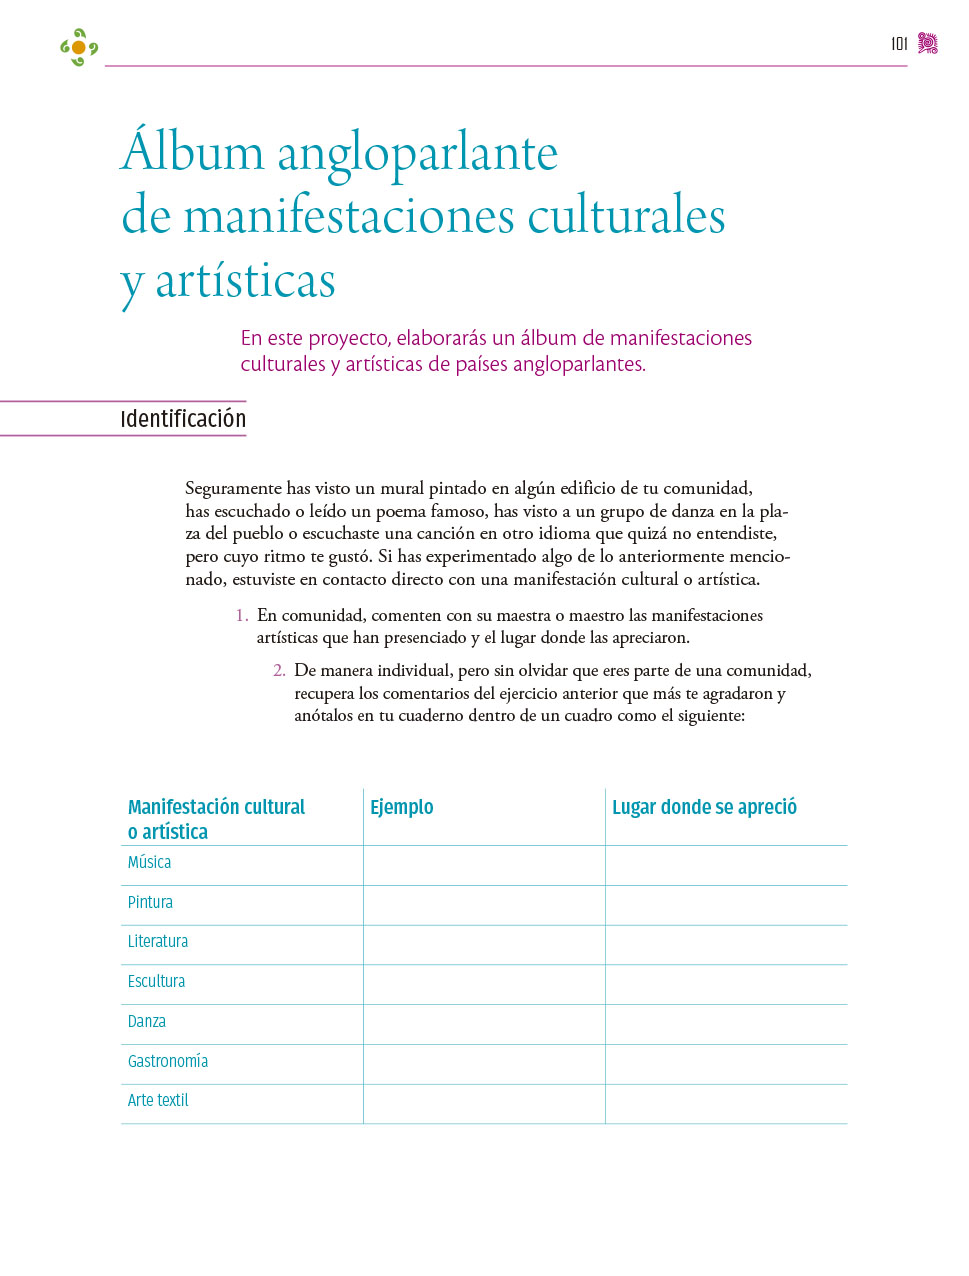 101
Álbum angloparlante
de manifestaciones culturales
y artísticas
En este proyecto, elaborarás un álbum de manifestaciones
culturales y artísticas de países angloparlantes.
Identificación
Seguramente has visto un mural pintado en algún edificio de tu comunidad,
has escuchado o leído un poema famoso, has visto a un grupo de danza en la pla-
za del pueblo o escuchaste una canción en otro idioma que quizá no entendiste,
pero cuyo ritmo te gustó. Si has experimentado algo de lo anteriormente mencio-
nado, estuviste en contacto directo con una manifestación cultural o artística.
1. En comunidad, comenten con su maestra o maestro las manifestaciones
artísticas que han presenciado y el lugar donde las apreciaron.
2. De manera individual, pero sin olvidar que eres parte de una comunidad,
recupera los comentarios del ejercicio anterior que más te agradaron y
anótalos en tu cuaderno dentro de un cuadro como el siguiente:
Manifestación cultural
o artística
Ejemplo
Lugar donde se apreció
Música
Pintura
Literatura
Escultura
Danza
Gastronomía
Arte textil